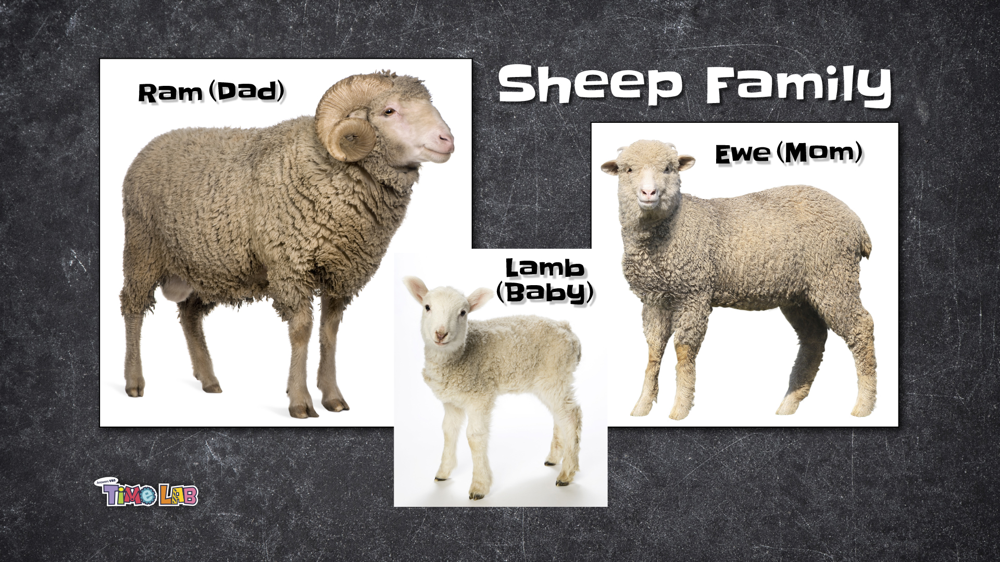 Sheep Family
Ram (Dad)
Ewe (Mom)
Lamb
(Baby)
Answers VBS
TIME LAB